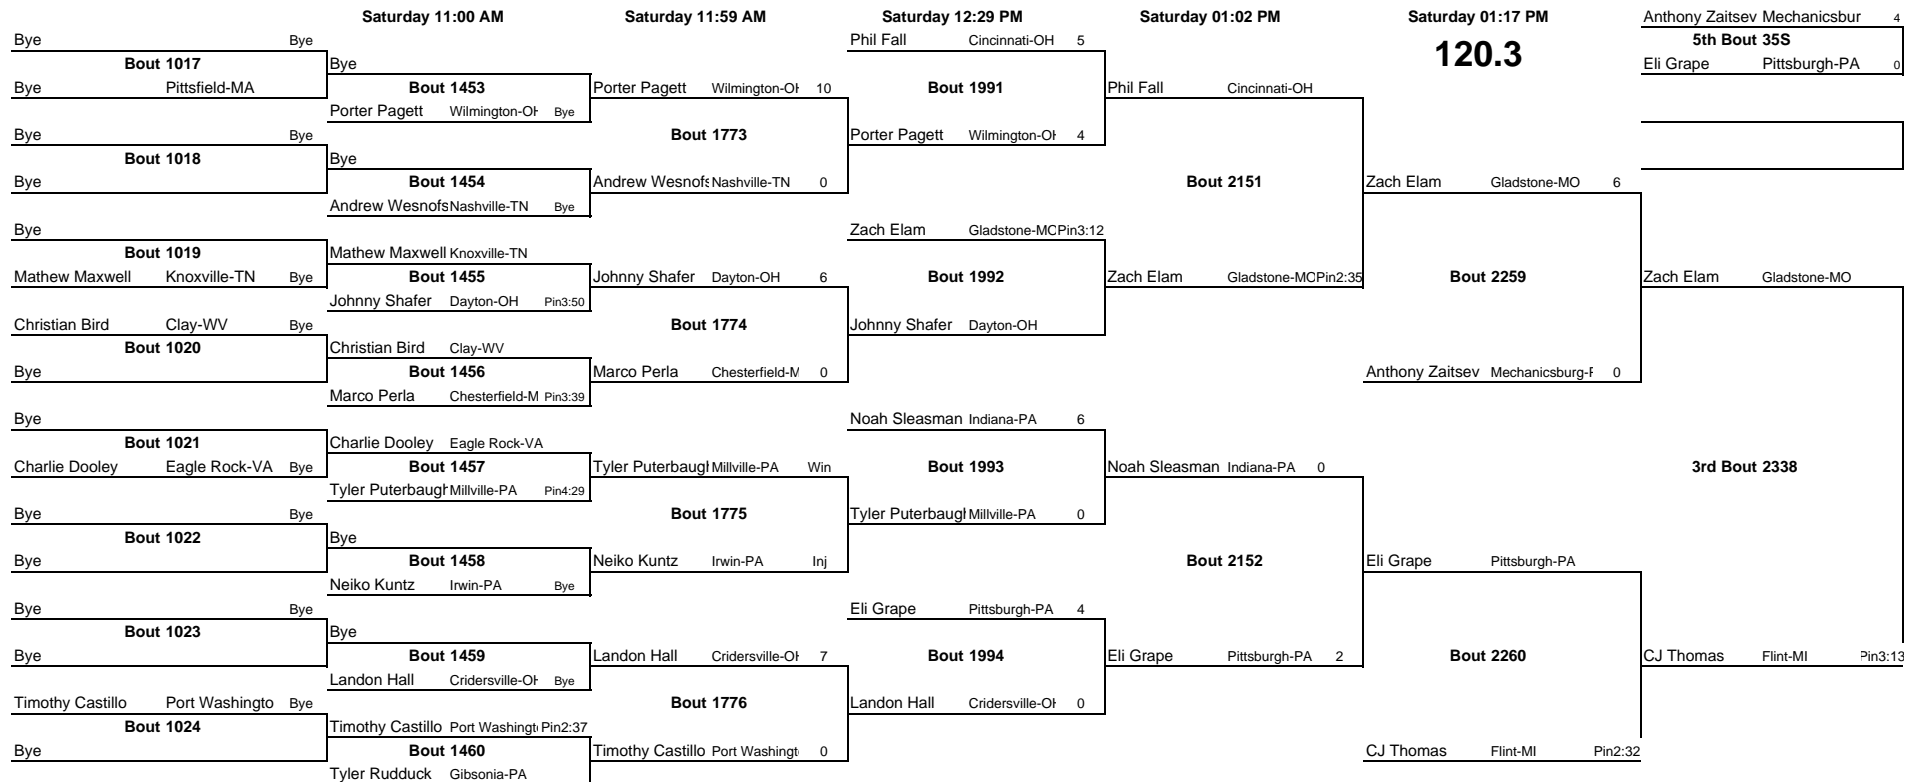 Saturday 11:00 AM Saturday 11:59 AM Saturday 12:29 PM Saturday 01:02 PM Saturday 01:17 PM Anthony Zaitsev Mechanicsbur 4
Bye Bye Phil Fall Cincinnati-OH 5 120.3 5th Bout 35S
Bout 1017 Bye Eli Grape Pittsburgh-PA 0
Bye Pittsfield-MA Bout 1453 Porter Pagett Wilmington-OH 10 Bout 1991 Phil Fall Cincinnati-OH
Porter Pagett Wilmington-OH Bye
Bye Bye Bout 1773 Porter Pagett Wilmington-OH 4
Bout 1018 Bye
Bye Bout 1454 Andrew Wesnofs Nashville-TN 0 Bout 2151 Zach Elam Gladstone-MO 6
Andrew Wesnofs Nashville-TN Bye
Bye Zach Elam Gladstone-MO Pin3:12
Bout 1019 Mathew Maxwell Knoxville-TN
Mathew Maxwell Knoxville-TN Bye Bout 1455 Johnny Shafer Dayton-OH 6 Bout 1992 Zach Elam Gladstone-MO Pin2:35 Bout 2259 Zach Elam Gladstone-MO
Johnny Shafer Dayton-OH Pin3:50
Christian Bird Clay-WV Bye Bout 1774 Johnny Shafer Dayton-OH
Bout 1020 Christian Bird Clay-WV
Bye Bout 1456 Marco Perla Chesterfield-M 0 Anthony Zaitsev Mechanicsburg-P 0
Marco Perla Chesterfield-M Pin3:39
Bye Noah Sleasman Indiana-PA 6
Bout 1021 Charlie Dooley Eagle Rock-VA
Charlie Dooley Eagle Rock-VA Bye Bout 1457 Tyler Puterbaugh Millville-PA Win Bout 1993 Noah Sleasman Indiana-PA 0 3rd Bout 2338
Tyler Puterbaugh Millville-PA Pin4:29
Bye Bye Bout 1775 Tyler Puterbaugh Millville-PA 0
Bout 1022 Bye
Bye Bout 1458 Neiko Kuntz Irwin-PA Inj Bout 2152 Eli Grape Pittsburgh-PA
Neiko Kuntz Irwin-PA Bye
Bye Bye Eli Grape Pittsburgh-PA 4
Bout 1023 Bye
Bye Bout 1459 Landon Hall Cridersville-OH 7 Bout 1994 Eli Grape Pittsburgh-PA 2 Bout 2260 CJ Thomas Flint-MI Pin3:13
Landon Hall Cridersville-OH Bye
Timothy Castillo Port Washingto Bye Bout 1776 Landon Hall Cridersville-OH 0
Bout 1024 Timothy Castillo Port Washingt Pin2:37
Bye Bout 1460 Timothy Castillo Port Washingt 0 CJ Thomas Flint-MI Pin2:32
Tyler Rudduck Gibsonia-PA